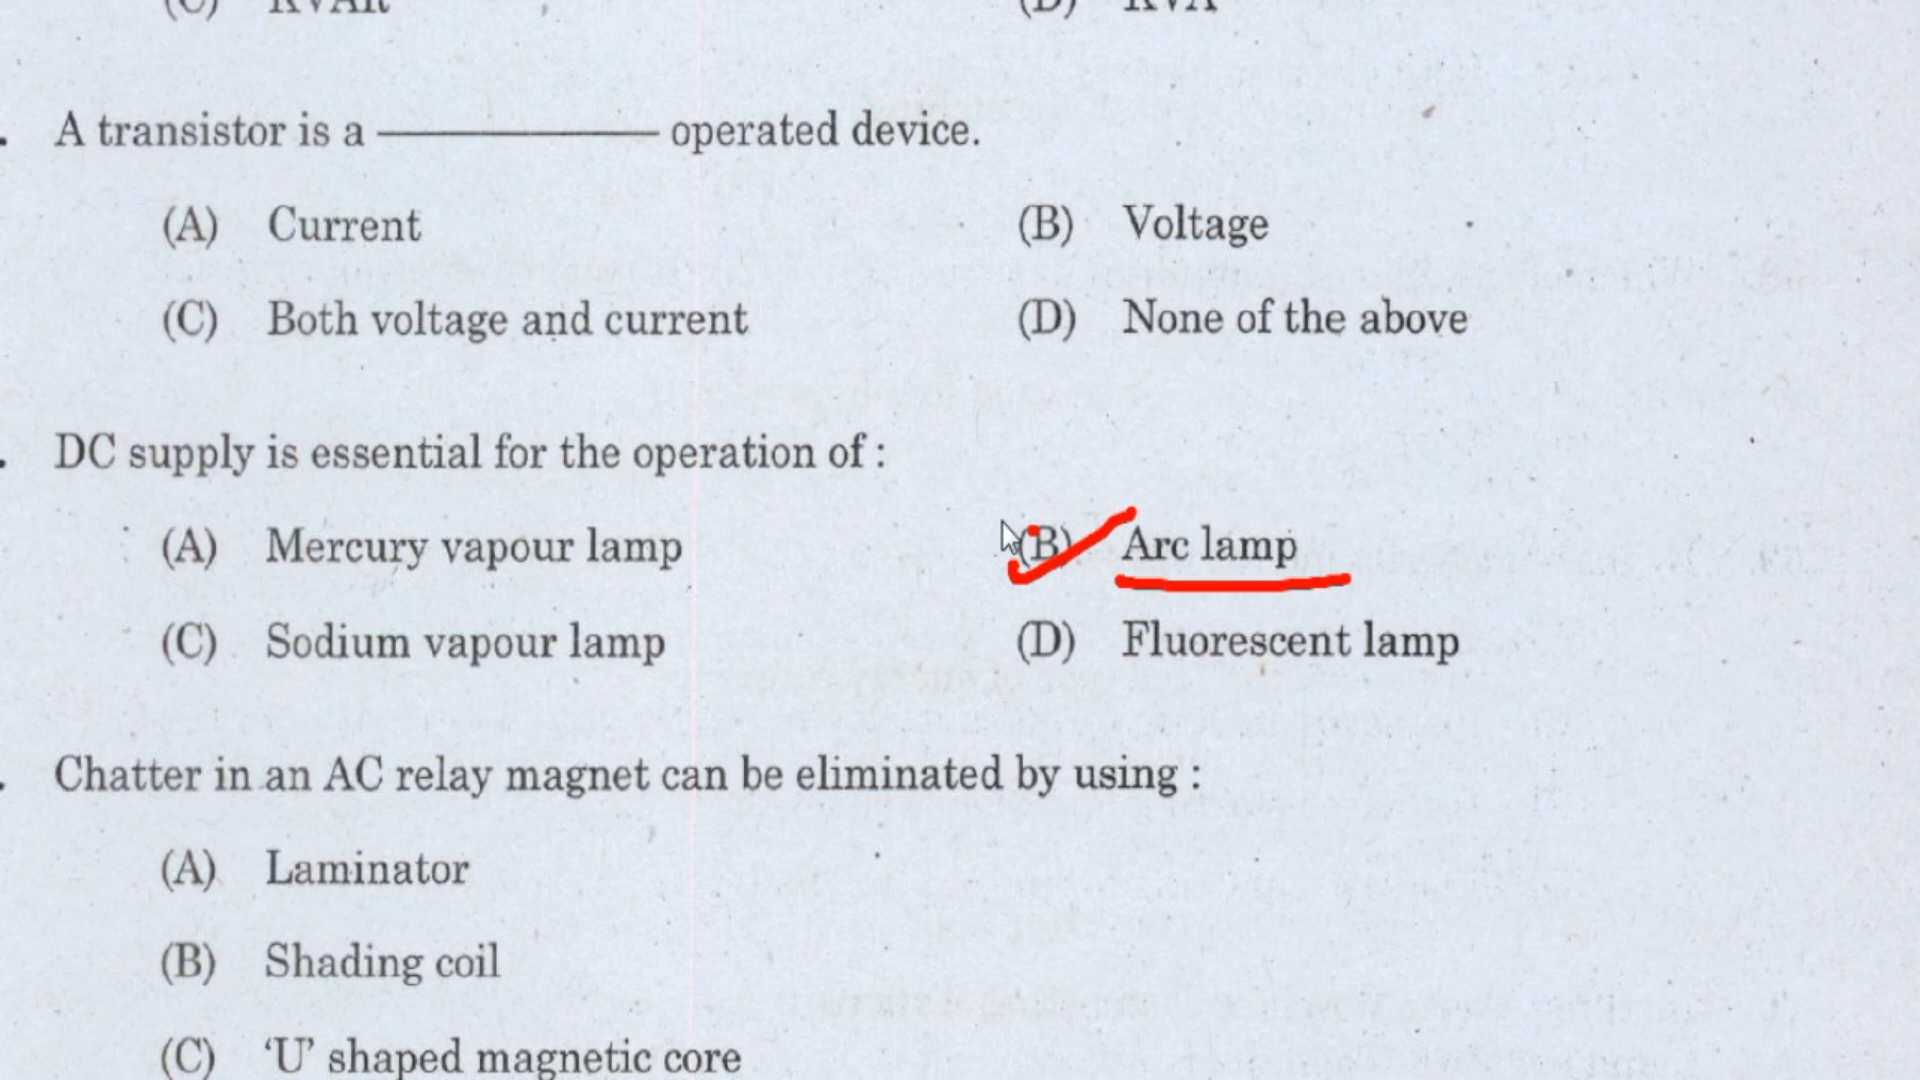 (C) KVAR (D) KVA
. A transistor is a ———— operated device.
(A) Current (B) Voltage
(C) Both voltage and current (D) None of the above
. DC supply is essential for the operation of :
(A) Mercury vapour lamp (B) Arc lamp
(C) Sodium vapour lamp (D) Fluorescent lamp
. Chatter in an AC relay magnet can be eliminated by using :
(A) Laminator
(B) Shading coil
(C) ‘U’ shaped magnetic core